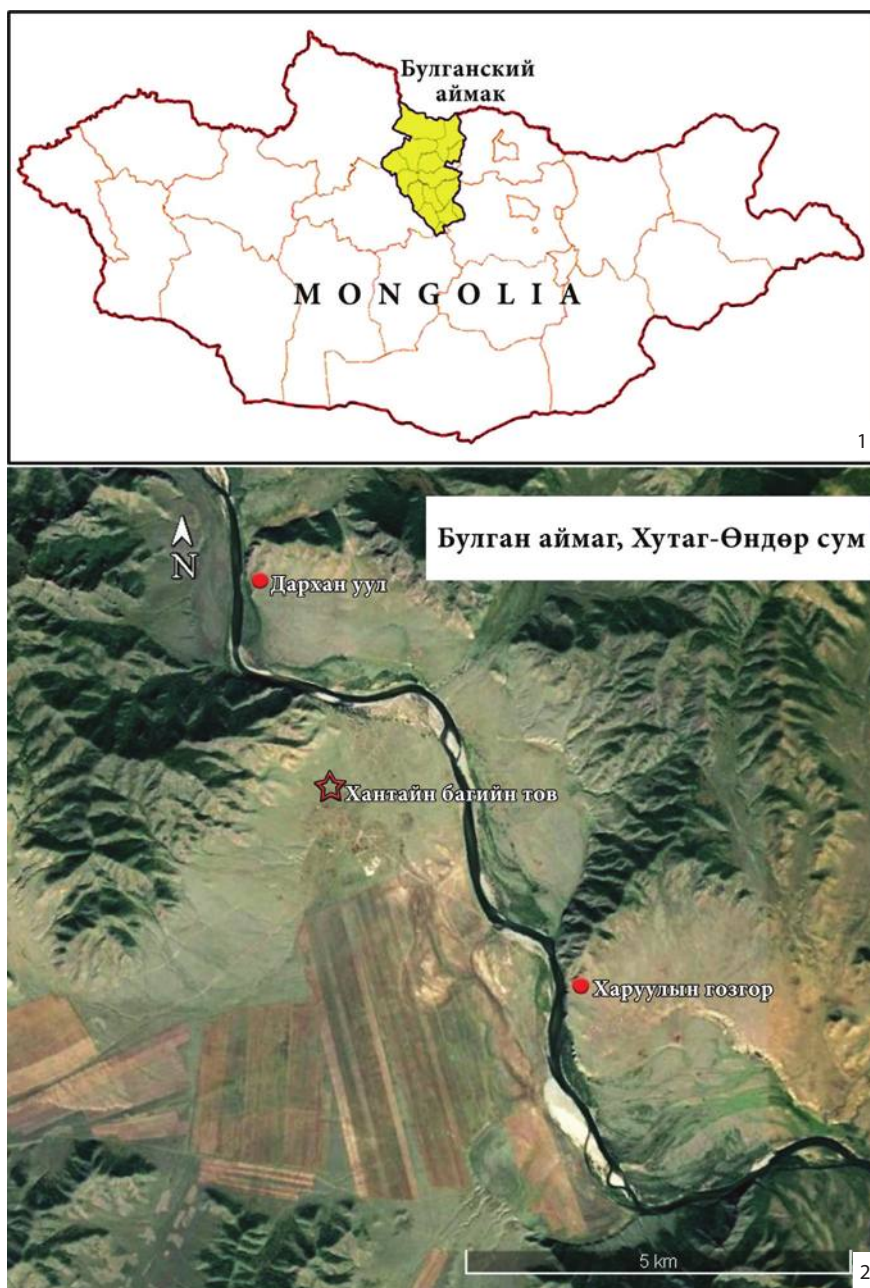 Булганский
аймак
MONGOLIA
1
Булган аймаг, Хутаг-Өндөр сум
N
Дархан уул
Хантайн багийн тов
Харуулын гозгор
5 km
2